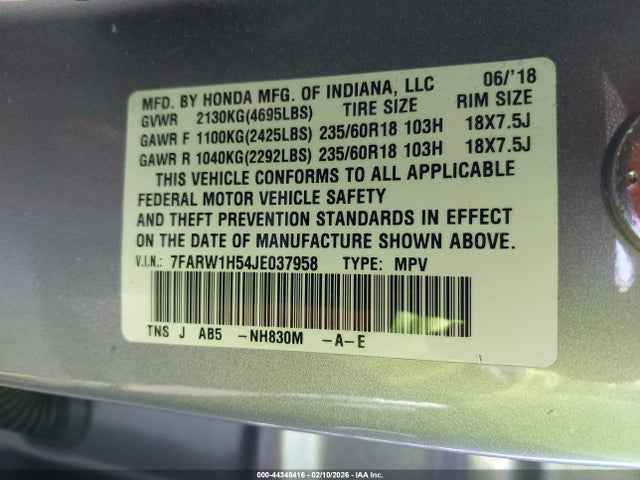 MFD. BY HONDA MFG. OF INDIANA, LLC 06/'18
GVWR 2130KG(4695LBS) TIRE SIZE RIM SIZE
GAWR F 1100KG(2425LBS) 235/60R18 103H 18X7.5J
GAWR R 1040KG(2292LBS) 235/60R18 103H 18X7.5J
THIS VEHICLE CONFORMS TO ALL APPLICABLE
FEDERAL MOTOR VEHICLE SAFETY
AND THEFT PREVENTION STANDARDS IN EFFECT
ON THE DATE OF MANUFACTURE SHOWN ABOVE.
V.I.N.: 7FARW1H54JE037958 TYPE: MPV
TNS J AB5 -NH830M -A-E
000-44348416 - 02/10/2026 - IAA Inc.